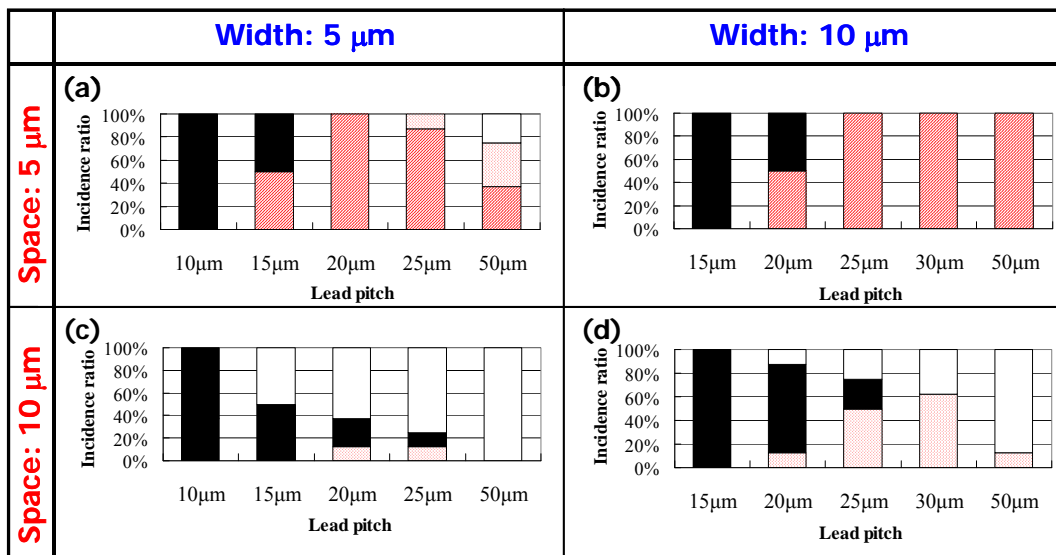 Width: 5 μm
Width: 10 μm
Space: 5 μm
(a)
Incidence ratio
100%
80%
60%
40%
20%
0%
10μm 15μm 20μm 25μm 50μm
Lead pitch
(b)
Incidence ratio
100%
80%
60%
40%
20%
0%
15μm 20μm 25μm 30μm 50μm
Lead pitch
Space: 10 μm
(c)
Incidence ratio
100%
80%
60%
40%
20%
0%
10μm 15μm 20μm 25μm 50μm
Lead pitch
(d)
Incidence ratio
100%
80%
60%
40%
20%
0%
15μm 20μm 25μm 30μm 50μm
Lead pitch